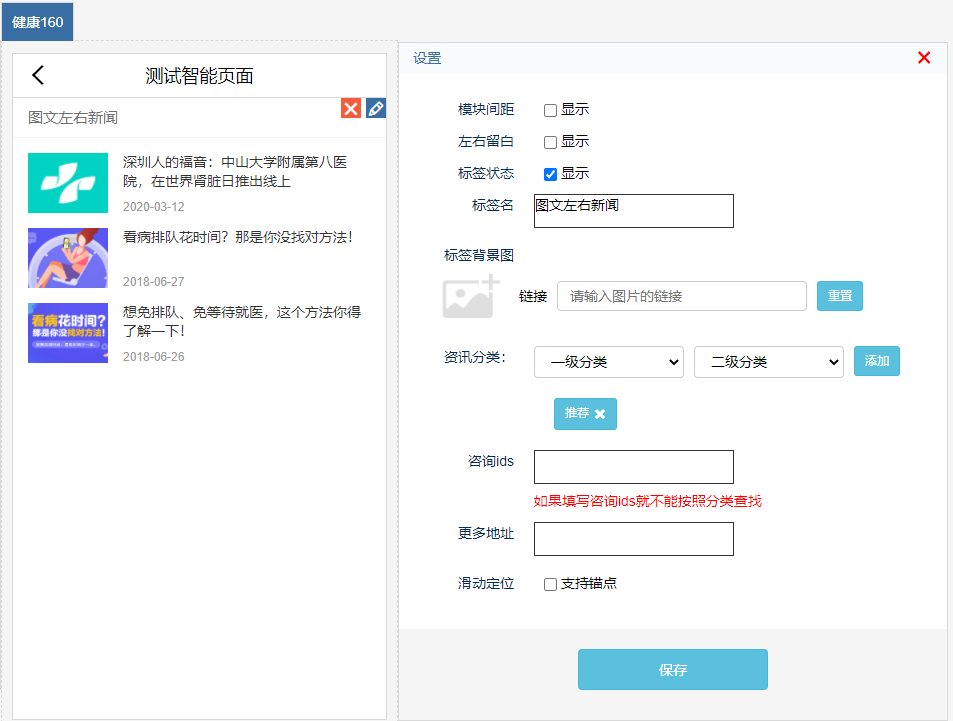 健康160
测试智能页面
图文左右新闻
深圳人的福音：中山大学附属第八医
院，在世界肾脏日推出线上
2020-03-12
看病排队花时间？那是你没找对方法！
2018-06-27
看病花时间？
那是你没找对方法！
想免排队、免等待就医，这个方法你得
了解一下！
2018-06-26
设置
模块间距 显示
左右留白 显示
标签状态 显示
标签名 图文左右新闻
标签背景图
链接 请输入图片的链接 重置
资讯分类： 一级分类 二级分类 添加
推荐
咨询ids
如果填写咨询ids就不能按照分类查找
更多地址
滑动定位 支持锚点
保存